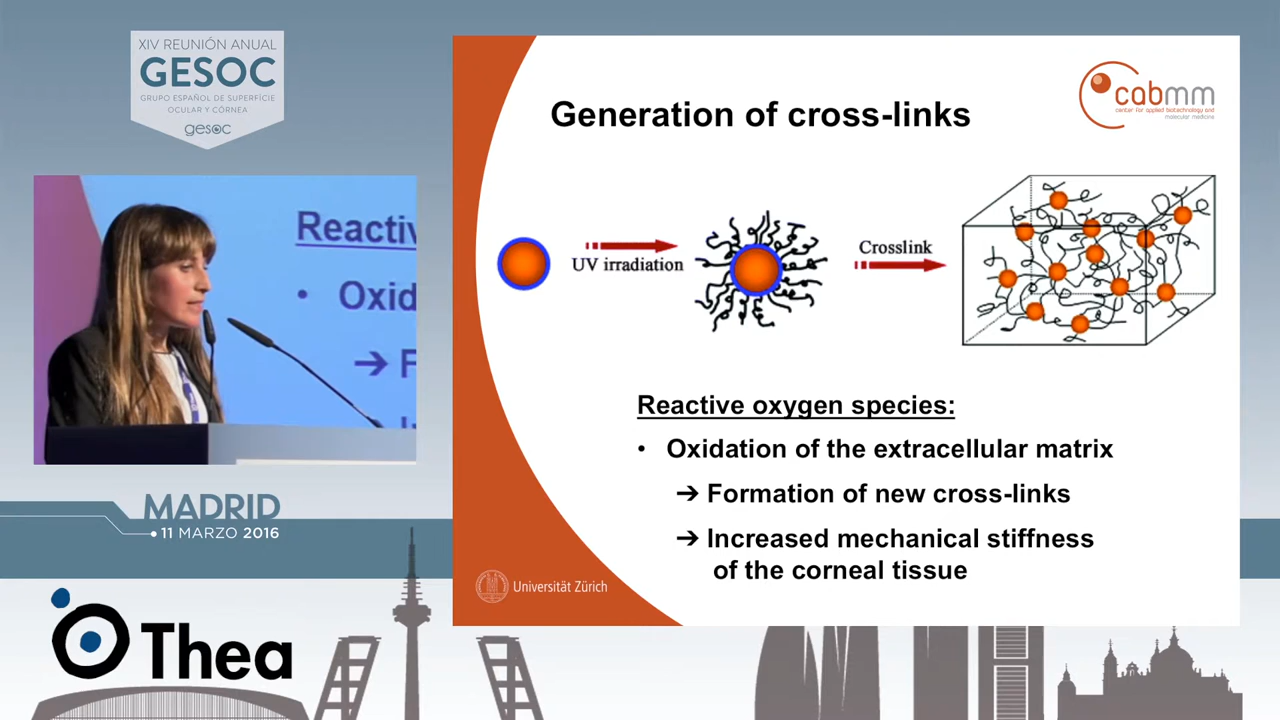 XIV REUNIÓN ANUAL
GESOC
GRUPO ESPAÑOL DE SUPERFICIE
OCULAR Y CÓRNEA
gesoc
Reactiv
• Oxid
➔ F
MADRID
11 MARZO 2016
Thea
Generation of cross-links
cabmm
center for applied biotechnology and
molecular medicine
UV irradiation
Crosslink
Reactive oxygen species:
• Oxidation of the extracellular matrix
➔ Formation of new cross-links
➔ Increased mechanical stiffness
of the corneal tissue
Universität Zürich